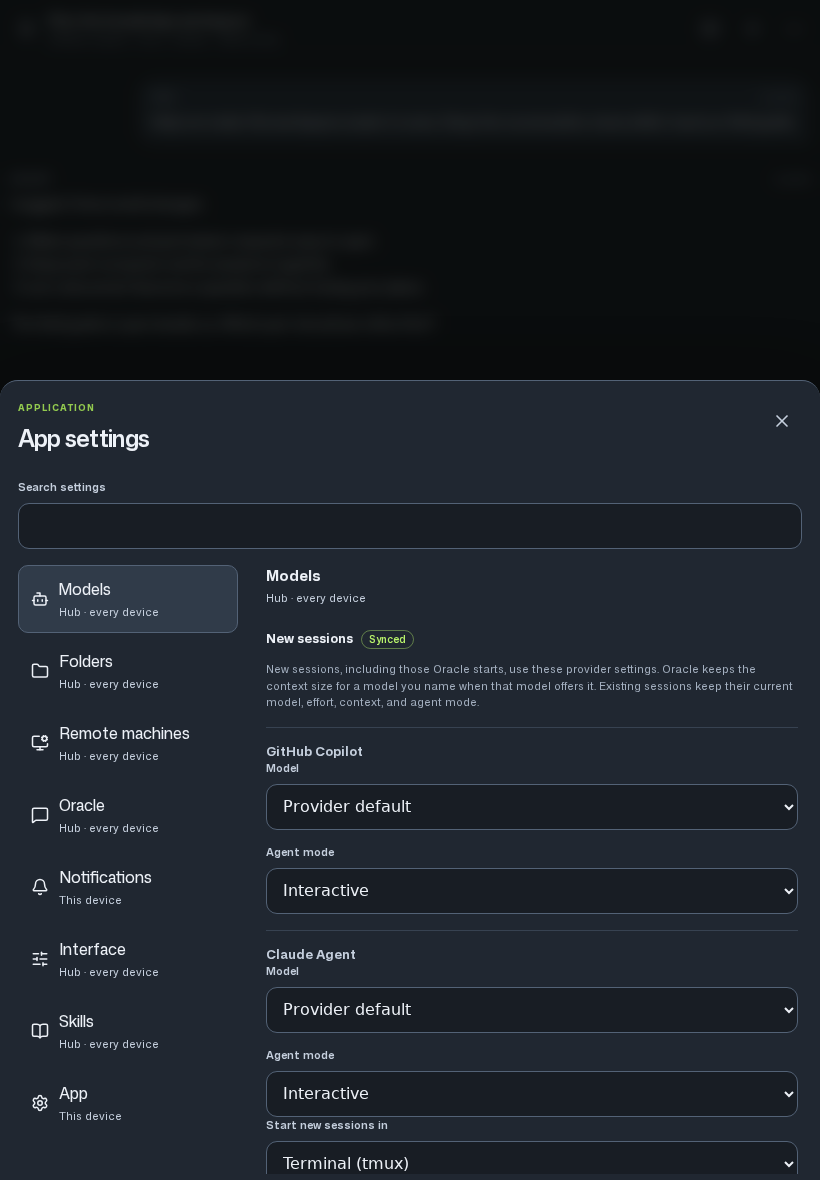 APPLICATION
App settings
Search settings
Models
Hub · every device
Folders
Hub · every device
Remote machines
Hub · every device
Oracle
Hub · every device
Notifications
This device
Interface
Hub · every device
Skills
Hub · every device
App
This device
Models
Hub · every device
New sessions Synced
New sessions, including those Oracle starts, use these provider settings. Oracle keeps the
context size for a model you name when that model offers it. Existing sessions keep their current
model, effort, context, and agent mode.
GitHub Copilot
Model
Provider default
Agent mode
Interactive
Claude Agent
Model
Provider default
Agent mode
Interactive
Start new sessions in
Terminal (tmux)